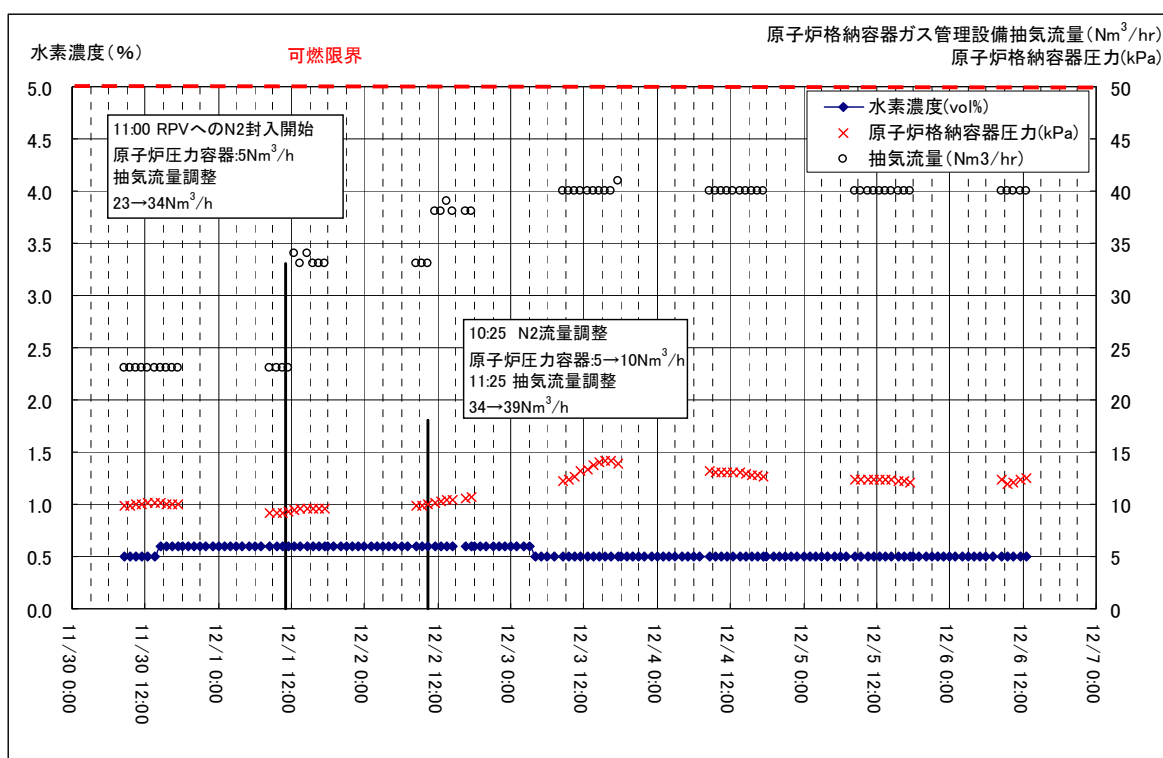 原子炉格納容器ガス管理設備抽気流量(Nm³/hr)
水素濃度(%)
可燃限界
原子炉格納容器圧力(kPa)
5.0
4.5
4.0
3.5
3.0
2.5
2.0
1.5
1.0
0.5
0.0
11:00 RPVへのN2封入開始
原子炉圧力容器:5Nm³/h
抽気流量調整
23→34Nm³/h
水素濃度(vol%)
原子炉格納容器圧力(kPa)
抽気流量(Nm3/hr)
10:25 N2流量調整
原子炉圧力容器:5→10Nm³/h
11:25 抽気流量調整
34→39Nm³/h
50
45
40
35
30
25
20
15
10
5
0
11/30 0:00
11/30 12:00
12/1 0:00
12/1 12:00
12/2 0:00
12/2 12:00
12/3 0:00
12/3 12:00
12/4 0:00
12/4 12:00
12/5 0:00
12/5 12:00
12/6 0:00
12/6 12:00
12/7 0:00